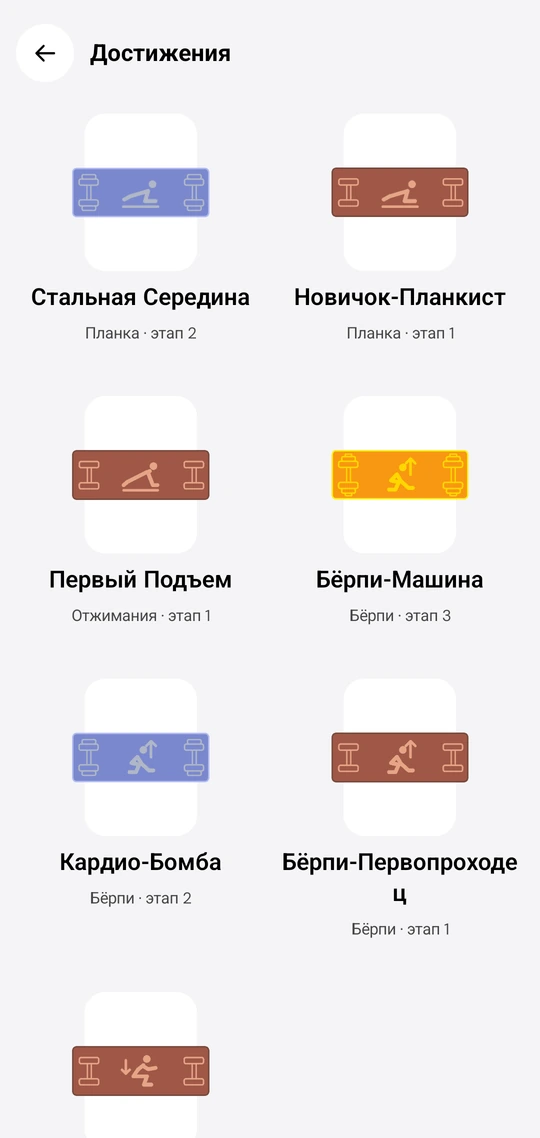 Достижения
Стальная Середина
Новичок-Планкист
Планка · этап 2
Планка · этап 1
Первый Подъем
Бёрпи-Машина
Отжимания · этап 1
Бёрпи · этап 3
Кардио-Бомба
Бёрпи-Первопроходе
ц
Бёрпи · этап 2
Бёрпи · этап 1